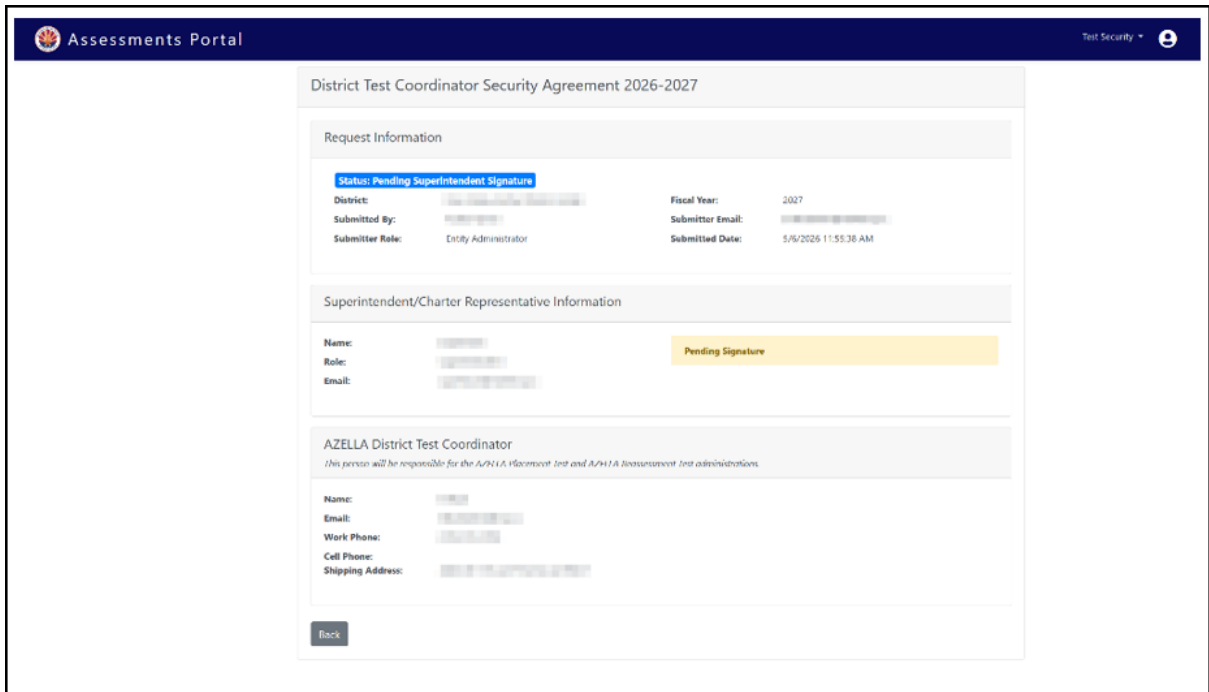 Assessments Portal
Test Security
District Test Coordinator Security Agreement 2026-2027
Request Information
Status: Pending Superintendent Signature
District:
Fiscal Year: 2027
Submitted By:
Submitter Email:
Submitter Role: Entity Administrator
Submitted Date: 5/6/2026 11:55:38 AM
Superintendent/Charter Representative Information
Name:
Pending Signature
Role:
Email:
AZELLA District Test Coordinator
This person will be responsible for the AZELLA Placement Test and AZELLA Reassessment Test administrations.
Name:
Email:
Work Phone:
Cell Phone:
Shipping Address:
Back